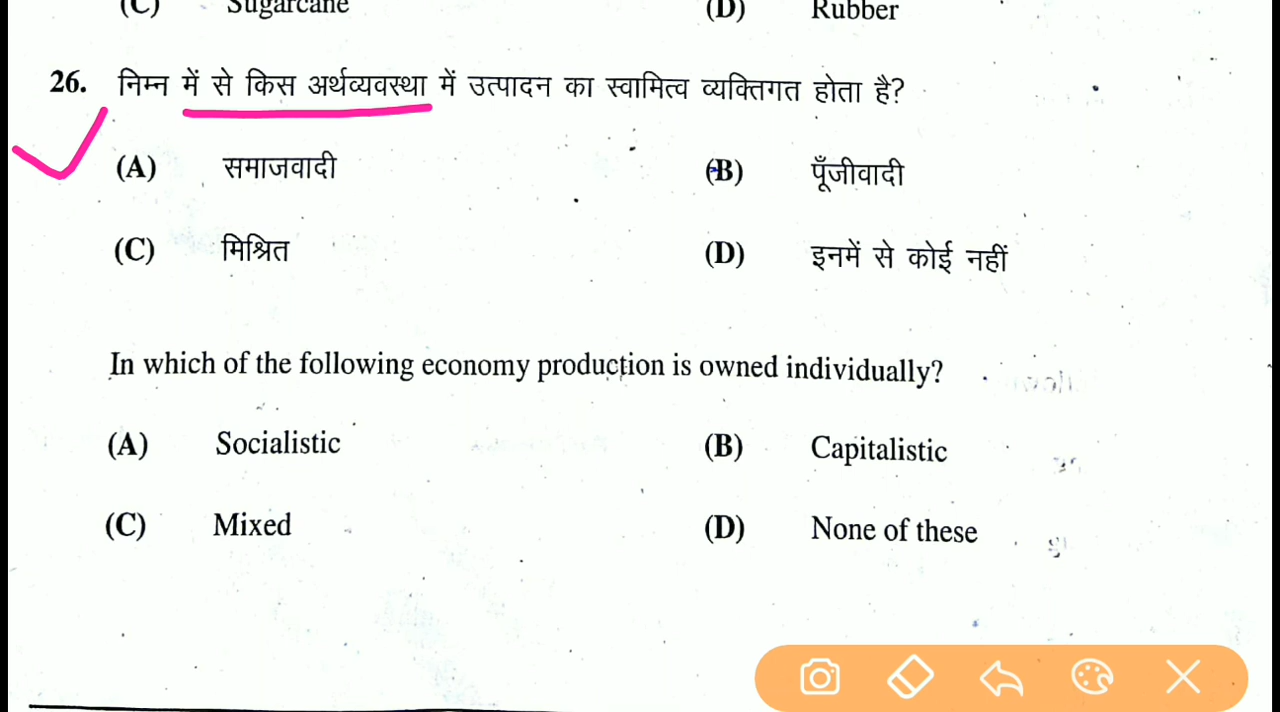 (C) Sugarcane (D) Rubber
26. निम्न में से किस अर्थव्यवस्था में उत्पादन का स्वामित्व व्यक्तिगत होता है?
(A) समाजवादी (B) पूँजीवादी
(C) मिश्रित (D) इनमें से कोई नहीं
In which of the following economy production is owned individually?
(A) Socialistic (B) Capitalistic
(C) Mixed (D) None of these